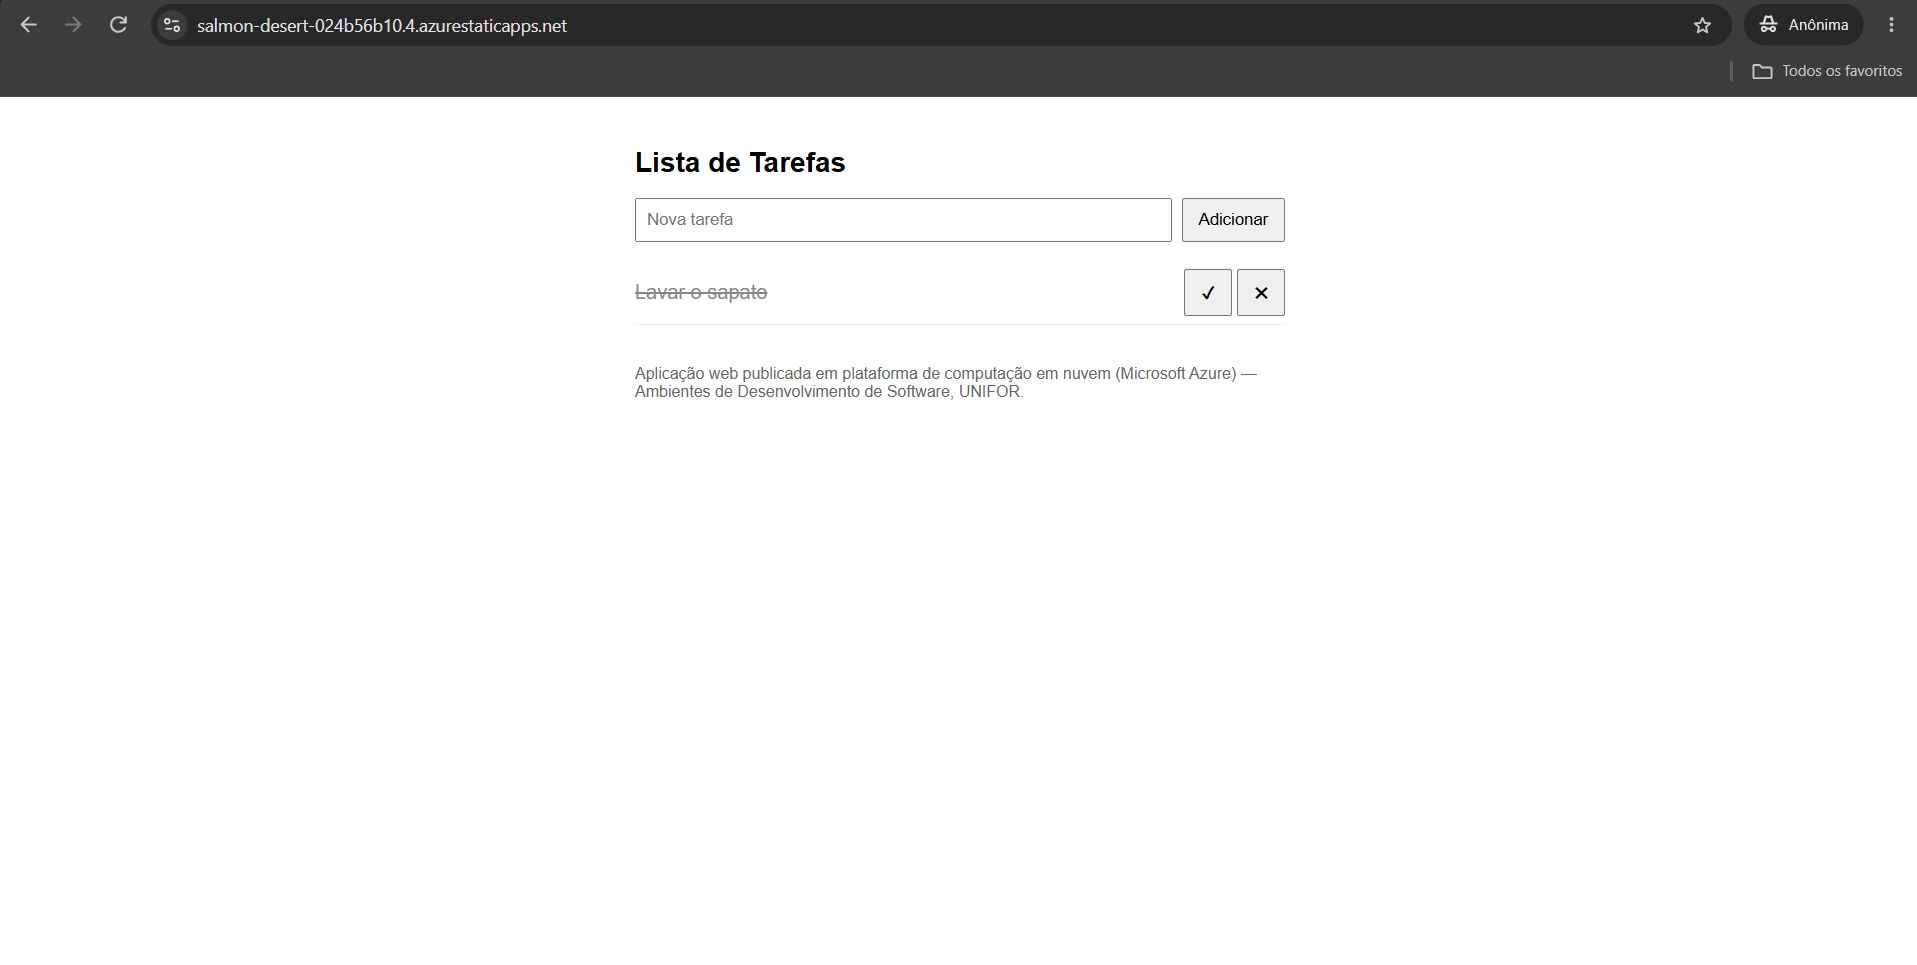 salmon-desert-024b56b10.4.azurestaticapps.net
Anônima
Todos os favoritos
Lista de Tarefas
Nova tarefa
Adicionar
Lavar o sapato
✓ ✕
Aplicação web publicada em plataforma de computação em nuvem (Microsoft Azure) —
Ambientes de Desenvolvimento de Software, UNIFOR.